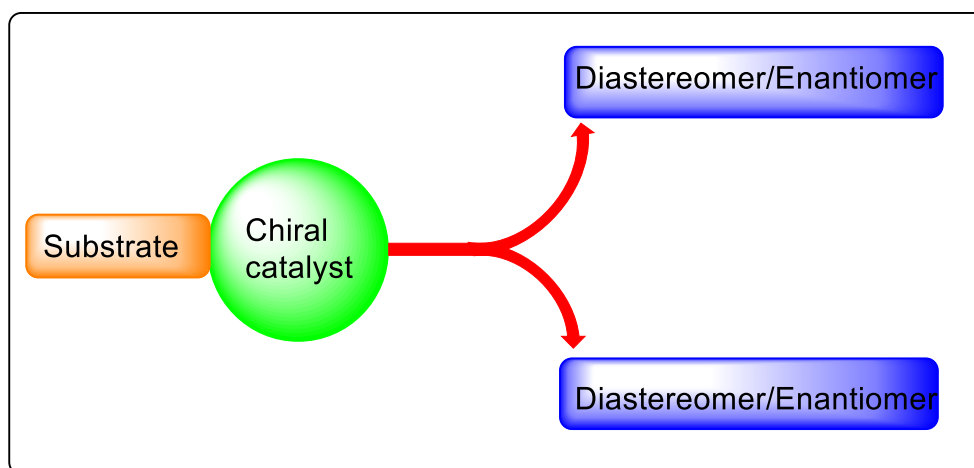 Diastereomer/Enantiomer
Substrate
Chiral
catalyst
Diastereomer/Enantiomer